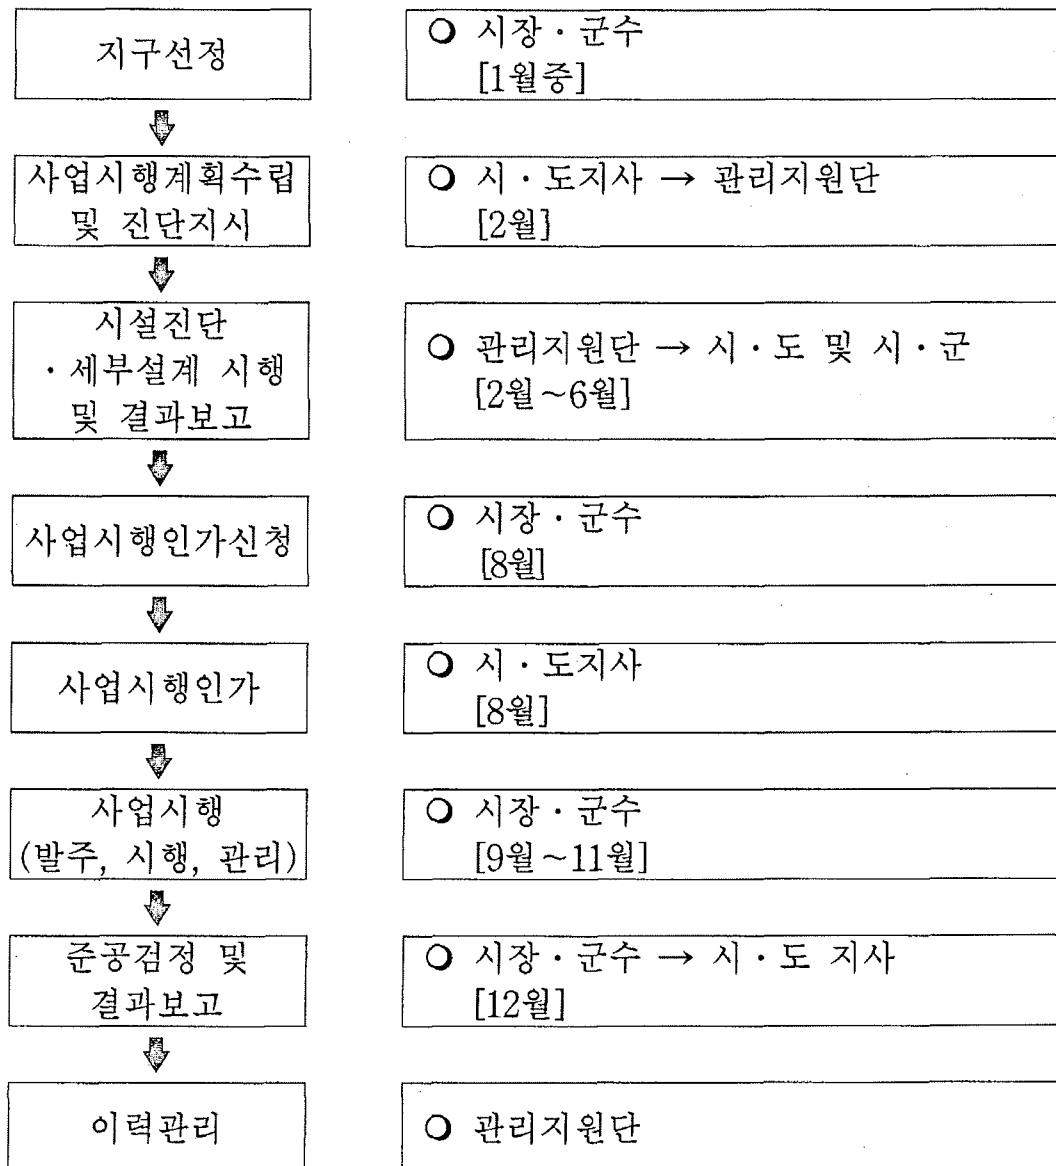 지구선정
○ 시장 · 군수
[1월중]
사업시행계획수립
및 진단지시
○ 시 · 도지사 → 관리지원단
[2월]
시설진단
· 세부설계 시행
및 결과보고
○ 관리지원단 → 시 · 도 및 시 · 군
[2월~6월]
사업시행인가신청
○ 시장 · 군수
[8월]
사업시행인가
○ 시 · 도지사
[8월]
사업시행
(발주, 시행, 관리)
○ 시장 · 군수
[9월~11월]
준공검정 및
결과보고
○ 시장 · 군수 → 시 · 도 지사
[12월]
이력관리
○ 관리지원단